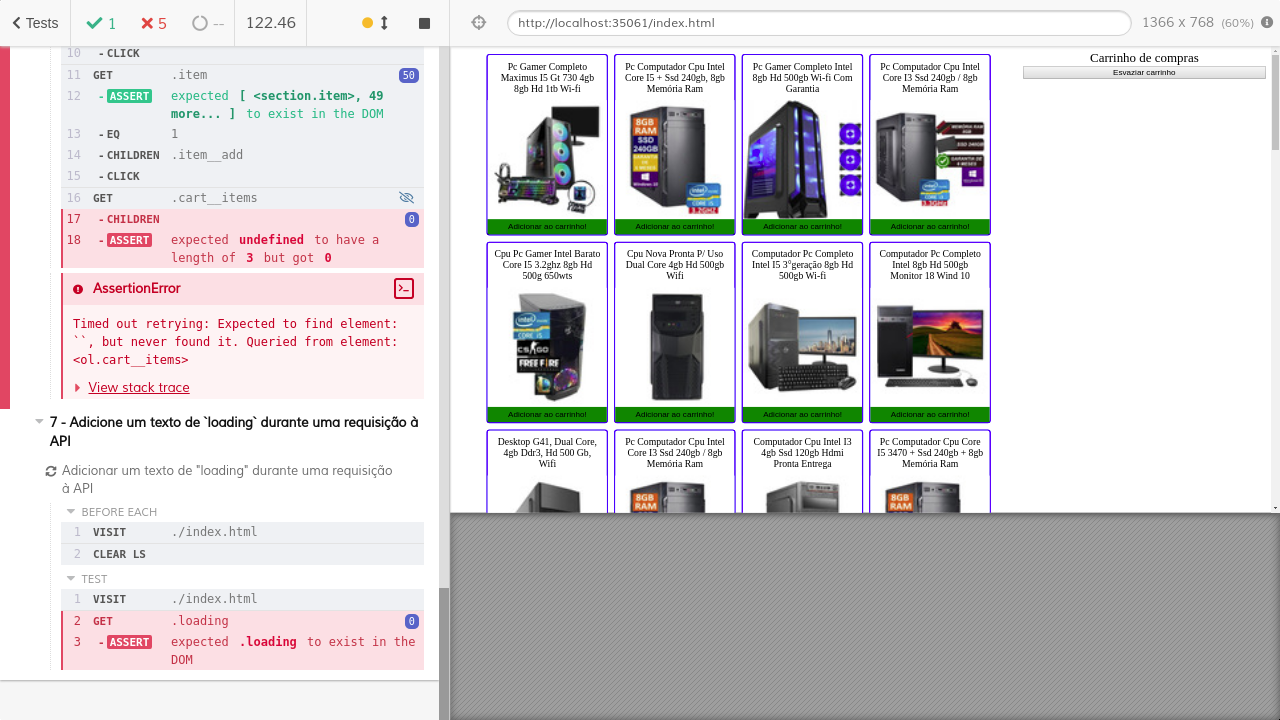 Tests
1
5
--
122.46
http://localhost:35061/index.html
1366 x 768 (60%)
10 - CLICK
11 GET .item 50
12 - ASSERT expected [ <section.item>, 49
more... ] to exist in the DOM
13 - EQ 1
14 - CHILDREN .item__add
15 - CLICK
16 GET .cart__items
17 - CHILDREN 0
18 - ASSERT expected undefined to have a
length of 3 but got 0
AssertionError
Timed out retrying: Expected to find element:
``, but never found it. Queried from element:
<ol.cart__items>
View stack trace
7 - Adicione um texto de `loading` durante uma requisição à
API
Adicionar um texto de "loading" durante uma requisição
à API
BEFORE EACH
1 VISIT ./index.html
2 CLEAR LS
TEST
1 VISIT ./index.html
2 GET .loading 0
3 - ASSERT expected .loading to exist in the
DOM
Pc Gamer Completo
Maximus I5 Gt 730 4gb
8gb Hd 1tb Wi-fi
Adicionar ao carrinho!
Pc Computador Cpu Intel
Core I5 + Ssd 240gb, 8gb
Memória Ram
8GB
RAM
SSD
240GB
Adicionar ao carrinho!
Pc Gamer Completo Intel
8gb Hd 500gb Wi-fi Com
Garantia
Adicionar ao carrinho!
Pc Computador Cpu Intel
Core I3 Ssd 240gb / 8gb
Memória Ram
Adicionar ao carrinho!
Carrinho de compras
Esvaziar carrinho
Cpu Pc Gamer Intel Barato
Core I5 3.2ghz 8gb Hd
500g 650wts
CS:GO
FREE FIRE
Adicionar ao carrinho!
Cpu Nova Pronta P/ Uso
Dual Core 4gb Hd 500gb
Wifi
Adicionar ao carrinho!
Computador Pc Completo
Intel I5 3°geração 8gb Hd
500gb Wi-fi
Adicionar ao carrinho!
Computador Pc Completo
Intel 8gb Hd 500gb
Monitor 18 Wind 10
Adicionar ao carrinho!
Desktop G41, Dual Core,
4gb Ddr3, Hd 500 Gb,
Wifi
Pc Computador Cpu Intel
Core I3 Ssd 240gb / 8gb
Memória Ram
8GB
RAM
Computador Cpu Intel I3
4gb Ssd 120gb Hdmi
Pronta Entrega
Pc Computador Cpu Core
I5 3470 + Ssd 240gb + 8gb
Memória Ram
8GB
RAM